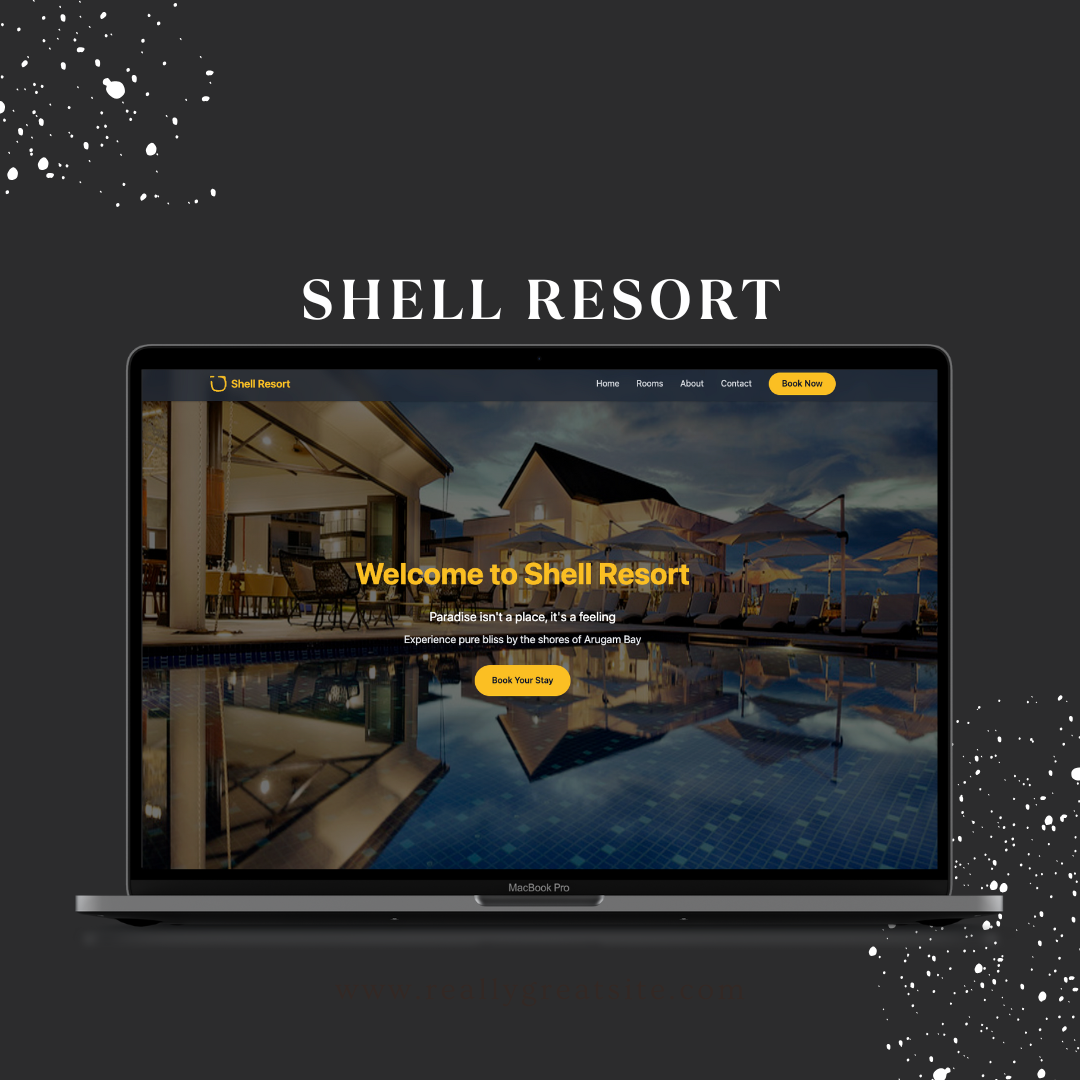 SHELL RESORT
Shell Resort
Home Rooms About Contact Book Now
Welcome to Shell Resort
Paradise isn't a place, it's a feeling
Experience pure bliss by the shores of Arugam Bay
Book Your Stay
MacBook Pro